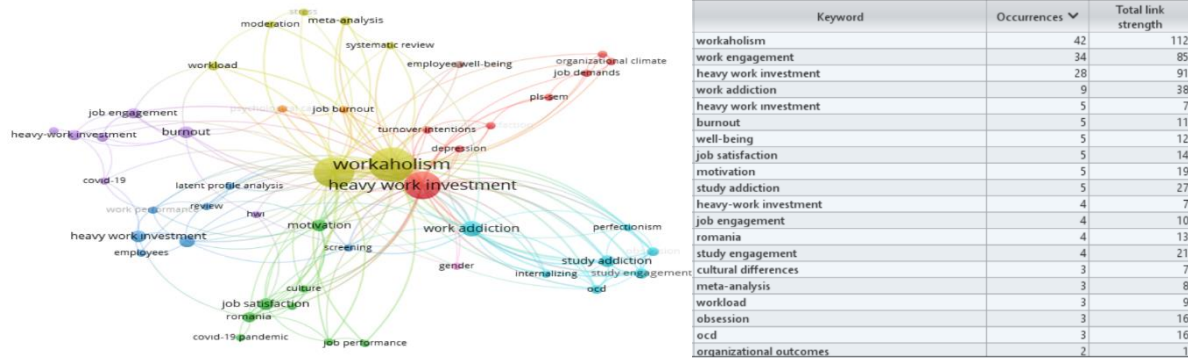 stress
moderation
meta-analysis
systematic review
workload
employee well-being
organizational climate
job demands
pls-sem
job burnout
job engagement
heavy-work investment
burnout
turnover intentions
depression
workaholism
heavy work investment
covid-19
latent profile analysis
work performance
review
hwi
motivation
work addiction
perfectionism
heavy work investment
employees
screening
gender
study addiction
internalizing
study engagement
ocd
culture
job satisfaction
romania
covid-19 pandemic
job performance
Keyword Occurrences Total link strength
workaholism 42 112
work engagement 34 85
heavy work investment 28 91
work addiction 9 38
heavy work investment 5 7
burnout 5 11
well-being 5 12
job satisfaction 5 14
motivation 5 19
study addiction 5 27
heavy-work investment 4 7
job engagement 4 10
romania 4 13
study engagement 4 21
cultural differences 3 7
meta-analysis 3 8
workload 3 9
obsession 3 16
ocd 3 16
organizational outcomes 2 1